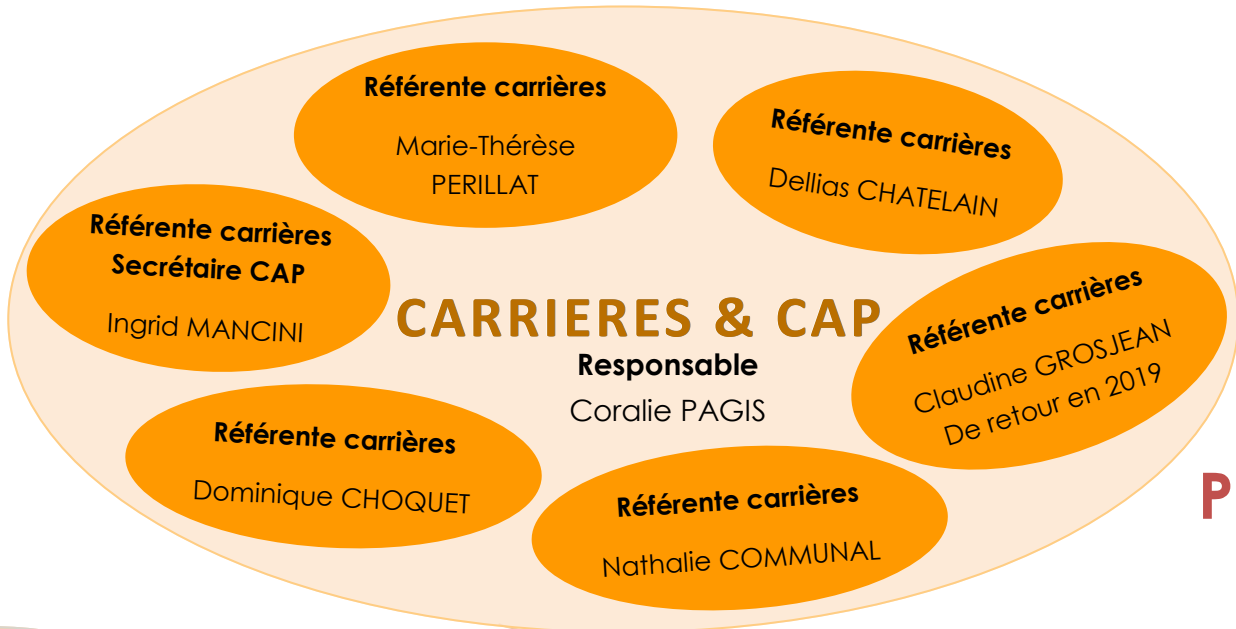 Référente carrières
Marie-Thérèse
PERILLAT
Référente carrières
Dellias CHATELAIN
Référente carrières
Secrétaire CAP
Ingrid MANCINI
CARRIERES & CAP
Responsable
Coralie PAGIS
Référente carrières
Claudine GROSJEAN
De retour en 2019
Référente carrières
Dominique CHOQUET
Référente carrières
Nathalie COMMUNAL
P